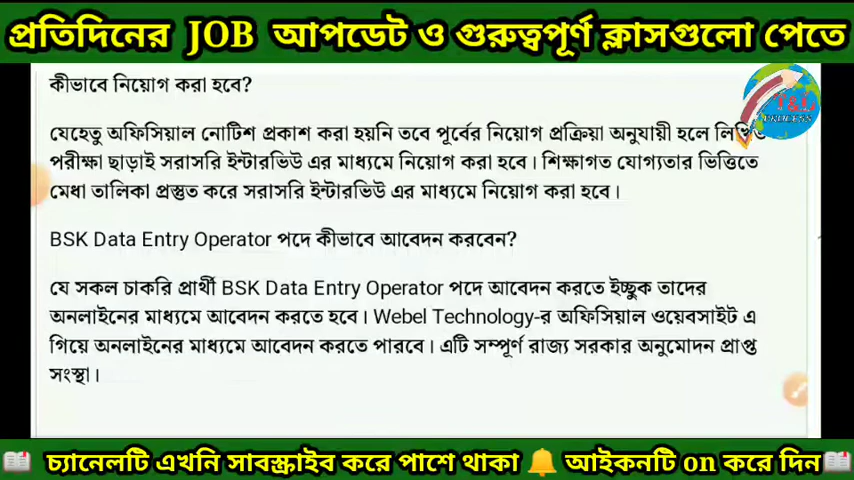 প্রতিদিনের JOB আপডেট ও গুরুত্বপূর্ণ ক্লাসগুলো পেতে
কীভাবে নিয়োগ করা হবে?
যেহেতু অফিসিয়াল নোটিশ প্রকাশ করা হয়নি তবে পূর্বের নিয়োগ প্রক্রিয়া অনুযায়ী হলে লিখিত
পরীক্ষা ছাড়াই সরাসরি ইন্টারভিউ এর মাধ্যমে নিয়োগ করা হবে। শিক্ষাগত যোগ্যতার ভিত্তিতে
মেধা তালিকা প্রস্তুত করে সরাসরি ইন্টারভিউ এর মাধ্যমে নিয়োগ করা হবে।
BSK Data Entry Operator পদে কীভাবে আবেদন করবেন?
যে সকল চাকরি প্রার্থী BSK Data Entry Operator পদে আবেদন করতে ইচ্ছুক তাদের
অনলাইনের মাধ্যমে আবেদন করতে হবে। Webel Technology-র অফিসিয়াল ওয়েবসাইট এ
গিয়ে অনলাইনের মাধ্যমে আবেদন করতে পারবে। এটি সম্পূর্ণ রাজ্য সরকার অনুমোদন প্রাপ্ত
সংস্থা।
চ্যানেলটি এখনি সাবস্ক্রাইব করে পাশে থাকা 🔔 আইকনটি on করে দিন